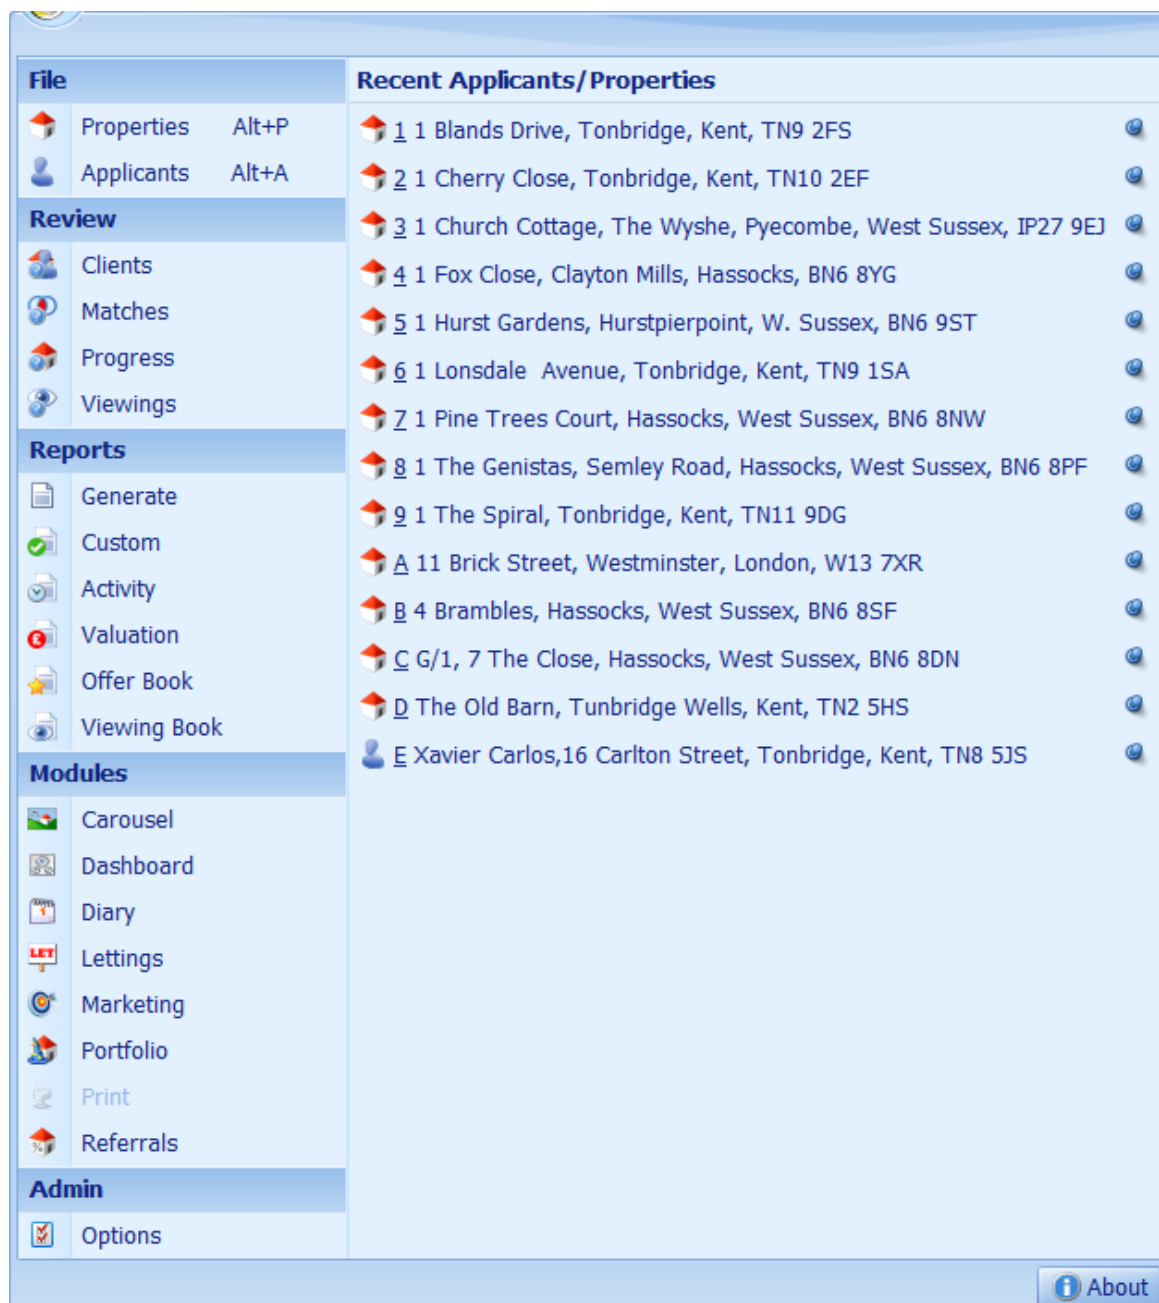 File
Properties Alt+P
Applicants Alt+A
Review
Clients
Matches
Progress
Viewings
Reports
Generate
Custom
Activity
Valuation
Offer Book
Viewing Book
Modules
Carousel
Dashboard
Diary
Lettings
Marketing
Portfolio
Print
Referrals
Admin
Options
Recent Applicants/Properties
1 1 Blands Drive, Tonbridge, Kent, TN9 2FS
2 1 Cherry Close, Tonbridge, Kent, TN10 2EF
3 1 Church Cottage, The Wyshe, Pyecombe, West Sussex, IP27 9EJ
4 1 Fox Close, Clayton Mills, Hassocks, BN6 8YG
5 1 Hurst Gardens, Hurstpierpoint, W. Sussex, BN6 9ST
6 1 Lonsdale  Avenue, Tonbridge, Kent, TN9 1SA
7 1 Pine Trees Court, Hassocks, West Sussex, BN6 8NW
8 1 The Genistas, Semley Road, Hassocks, West Sussex, BN6 8PF
9 1 The Spiral, Tonbridge, Kent, TN11 9DG
A 11 Brick Street, Westminster, London, W13 7XR
B 4 Brambles, Hassocks, West Sussex, BN6 8SF
C G/1, 7 The Close, Hassocks, West Sussex, BN6 8DN
D The Old Barn, Tunbridge Wells, Kent, TN2 5HS
E Xavier Carlos,16 Carlton Street, Tonbridge, Kent, TN8 5JS
About